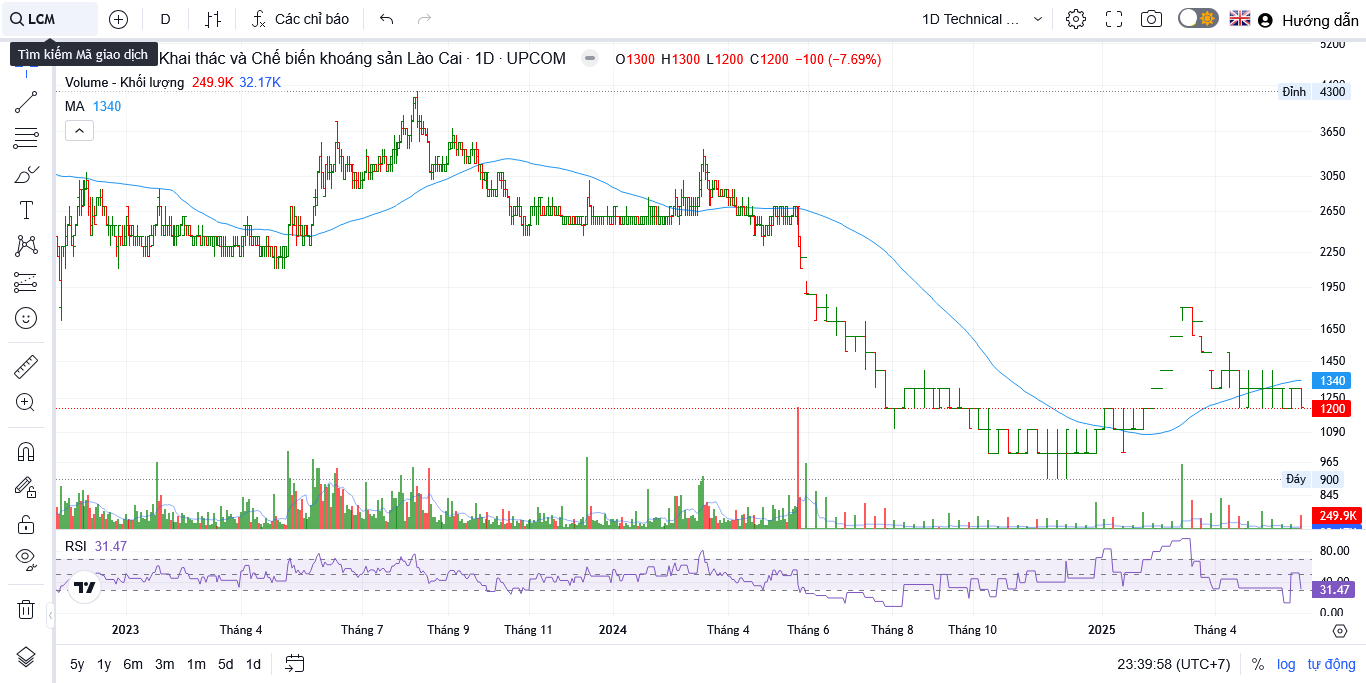 LCM
D
Các chỉ báo
1D Technical ...
Hướng dẫn
Tìm kiếm Mã giao dịch
Khai thác và Chế biến khoáng sản Lào Cai · 1D · UPCOM
O1300 H1300 L1200 C1200 −100 (−7.69%)
Volume - Khối lượng 249.9K 32.17K
MA 1340
5200
Đỉnh 4300
3650
3050
2650
2250
1950
1650
1450
1340
1250
1200
1090
965
Đáy 900
845
249.9K
RSI 31.47
80.00
40.00
31.47
0.00
2023 Tháng 4 Tháng 7 Tháng 9 Tháng 11 2024 Tháng 4 Tháng 6 Tháng 8 Tháng 10 2025 Tháng 4
5y 1y 6m 3m 1m 5d 1d
23:39:58 (UTC+7) % log tự động